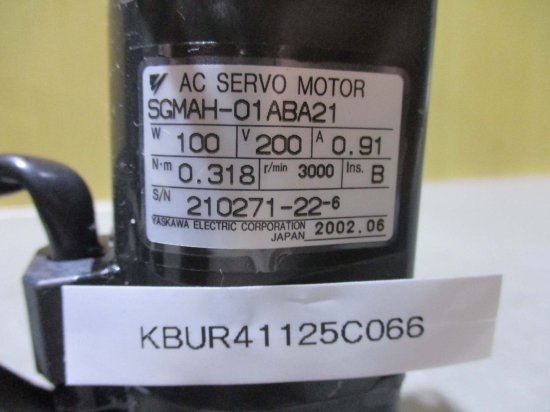 AC SERVO MOTOR
SGMAH-01ABA21
W 100 V 200 A 0.91
N·m 0.318 r/min 3000 Ins. B
S/N 210271-22-6
YASKAWA ELECTRIC CORPORATION
JAPAN 2002.06
KBUR41125C066